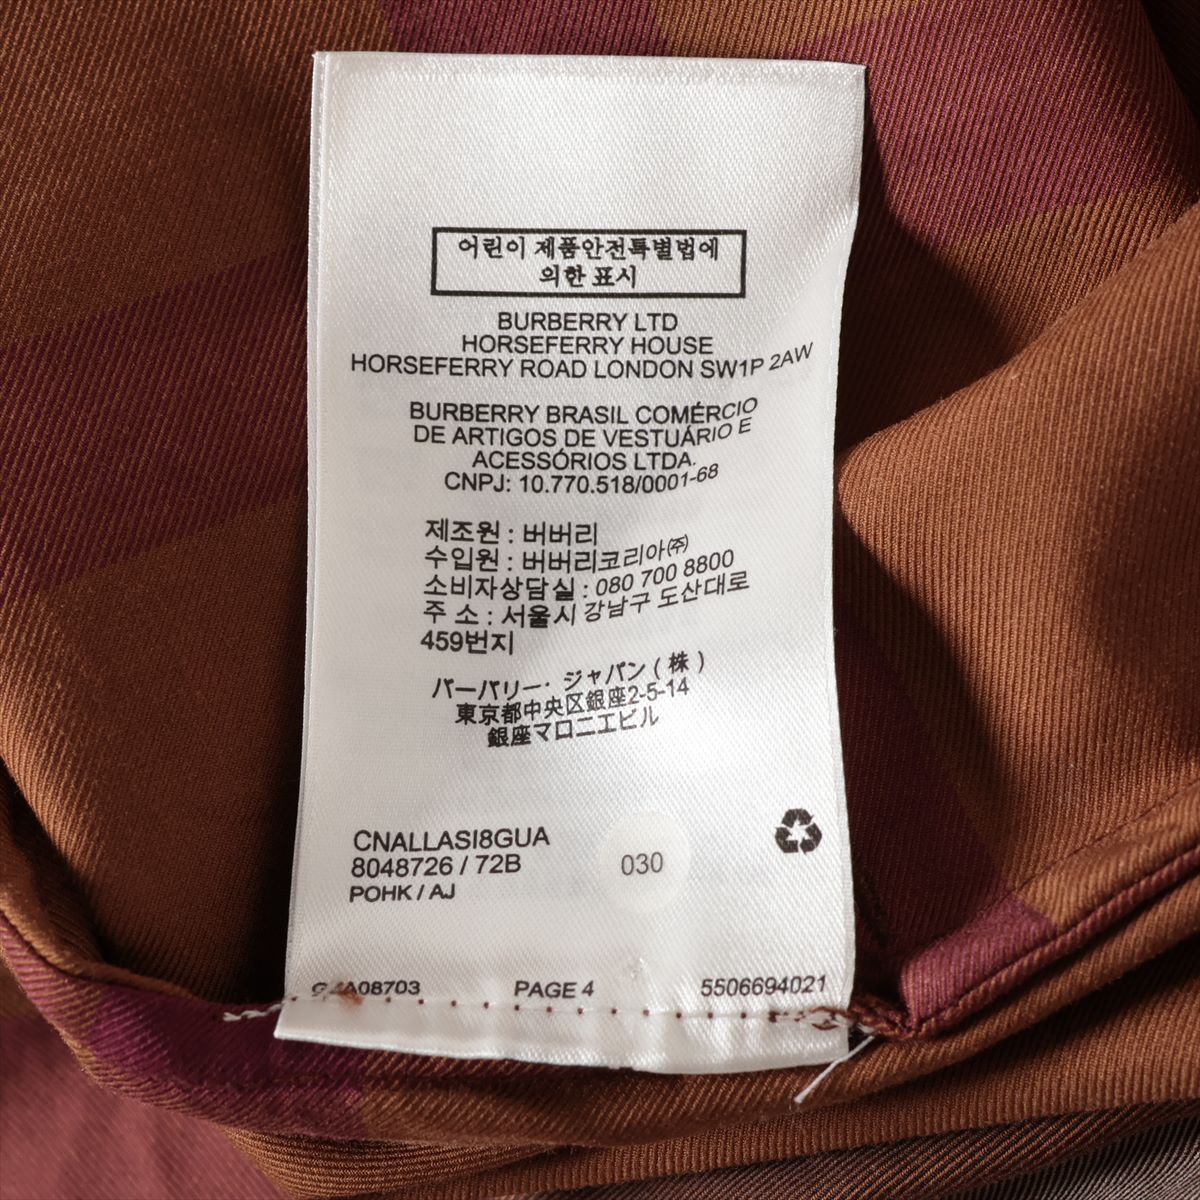 어린이 제품안전특별법에
의한 표시
BURBERRY LTD
HORSEFERRY HOUSE
HORSEFERRY ROAD LONDON SW1P 2AW
BURBERRY BRASIL COMÉRCIO
DE ARTIGOS DE VESTUÁRIO E
ACESSÓRIOS LTDA.
CNPJ: 10.770.518/0001-68
제조원 : 버버리
수입원 : 버버리코리아㈜
소비자상담실 : 080 700 8800
주 소 : 서울시 강남구 도산대로
459번지
バーバリー・ジャパン ( 株 )
東京都中央区銀座2-5-14
銀座マロニエビル
CNALLASI8GUA
8048726 / 72B
030
POHK / AJ
PAGE 4
5506694021